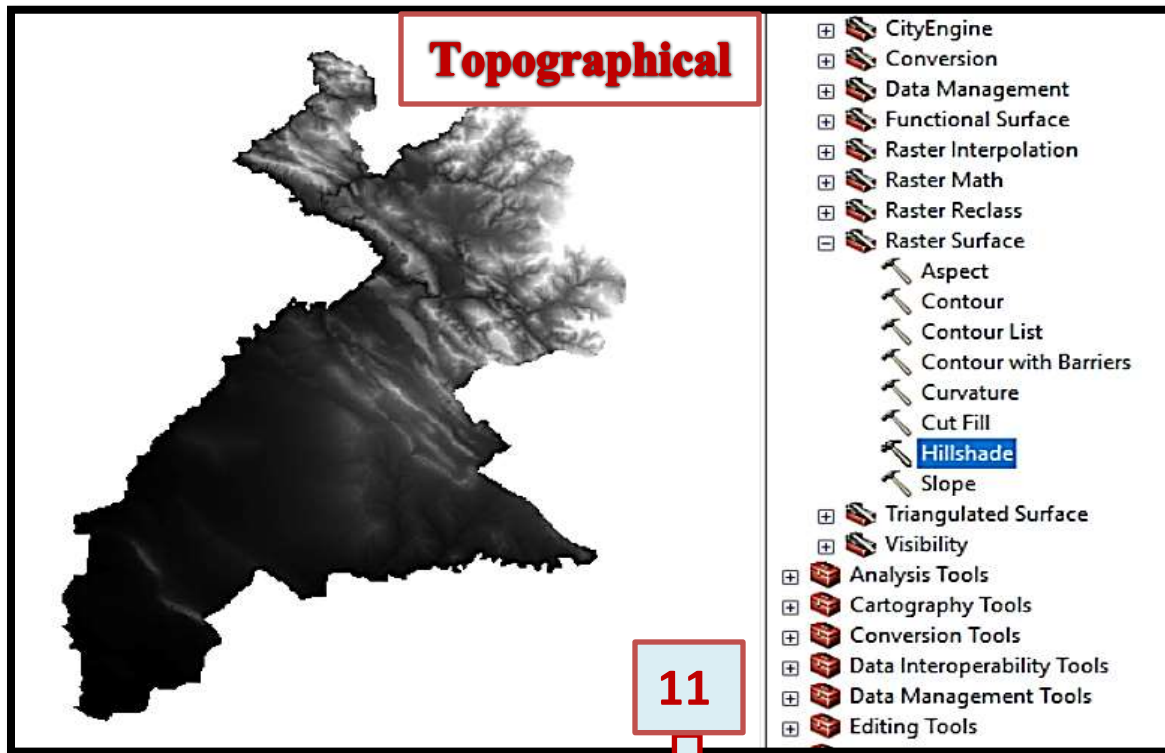 Topographical
11
CityEngine
Conversion
Data Management
Functional Surface
Raster Interpolation
Raster Math
Raster Reclass
Raster Surface
Aspect
Contour
Contour List
Contour with Barriers
Curvature
Cut Fill
Hillshade
Slope
Triangulated Surface
Visibility
Analysis Tools
Cartography Tools
Conversion Tools
Data Interoperability Tools
Data Management Tools
Editing Tools